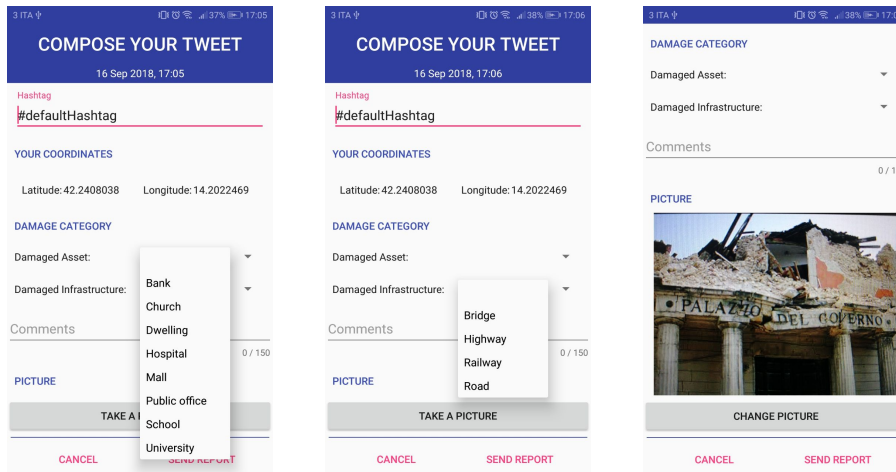 3 ITA 37% 17:05
COMPOSE YOUR TWEET
16 Sep 2018, 17:05
Hashtag
#defaultHashtag
YOUR COORDINATES
Latitude: 42.2408038 Longitude: 14.2022469
DAMAGE CATEGORY
Damaged Asset:
Damaged Infrastructure:
Bank
Church
Dwelling
Hospital
Mall
Public office
School
University
Comments
0 / 150
PICTURE
TAKE A
CANCEL SEND REPORT
3 ITA 38% 17:06
COMPOSE YOUR TWEET
16 Sep 2018, 17:06
Hashtag
#defaultHashtag
YOUR COORDINATES
Latitude: 42.2408038 Longitude: 14.2022469
DAMAGE CATEGORY
Damaged Asset:
Damaged Infrastructure:
Bridge
Highway
Railway
Road
Comments
0 / 150
PICTURE
TAKE A PICTURE
CANCEL SEND REPORT
3 ITA 38%
DAMAGE CATEGORY
Damaged Asset:
Damaged Infrastructure:
Comments
0 / 1
PICTURE
PALAZZO DEL GOVERNO
CHANGE PICTURE
CANCEL SEND REPORT